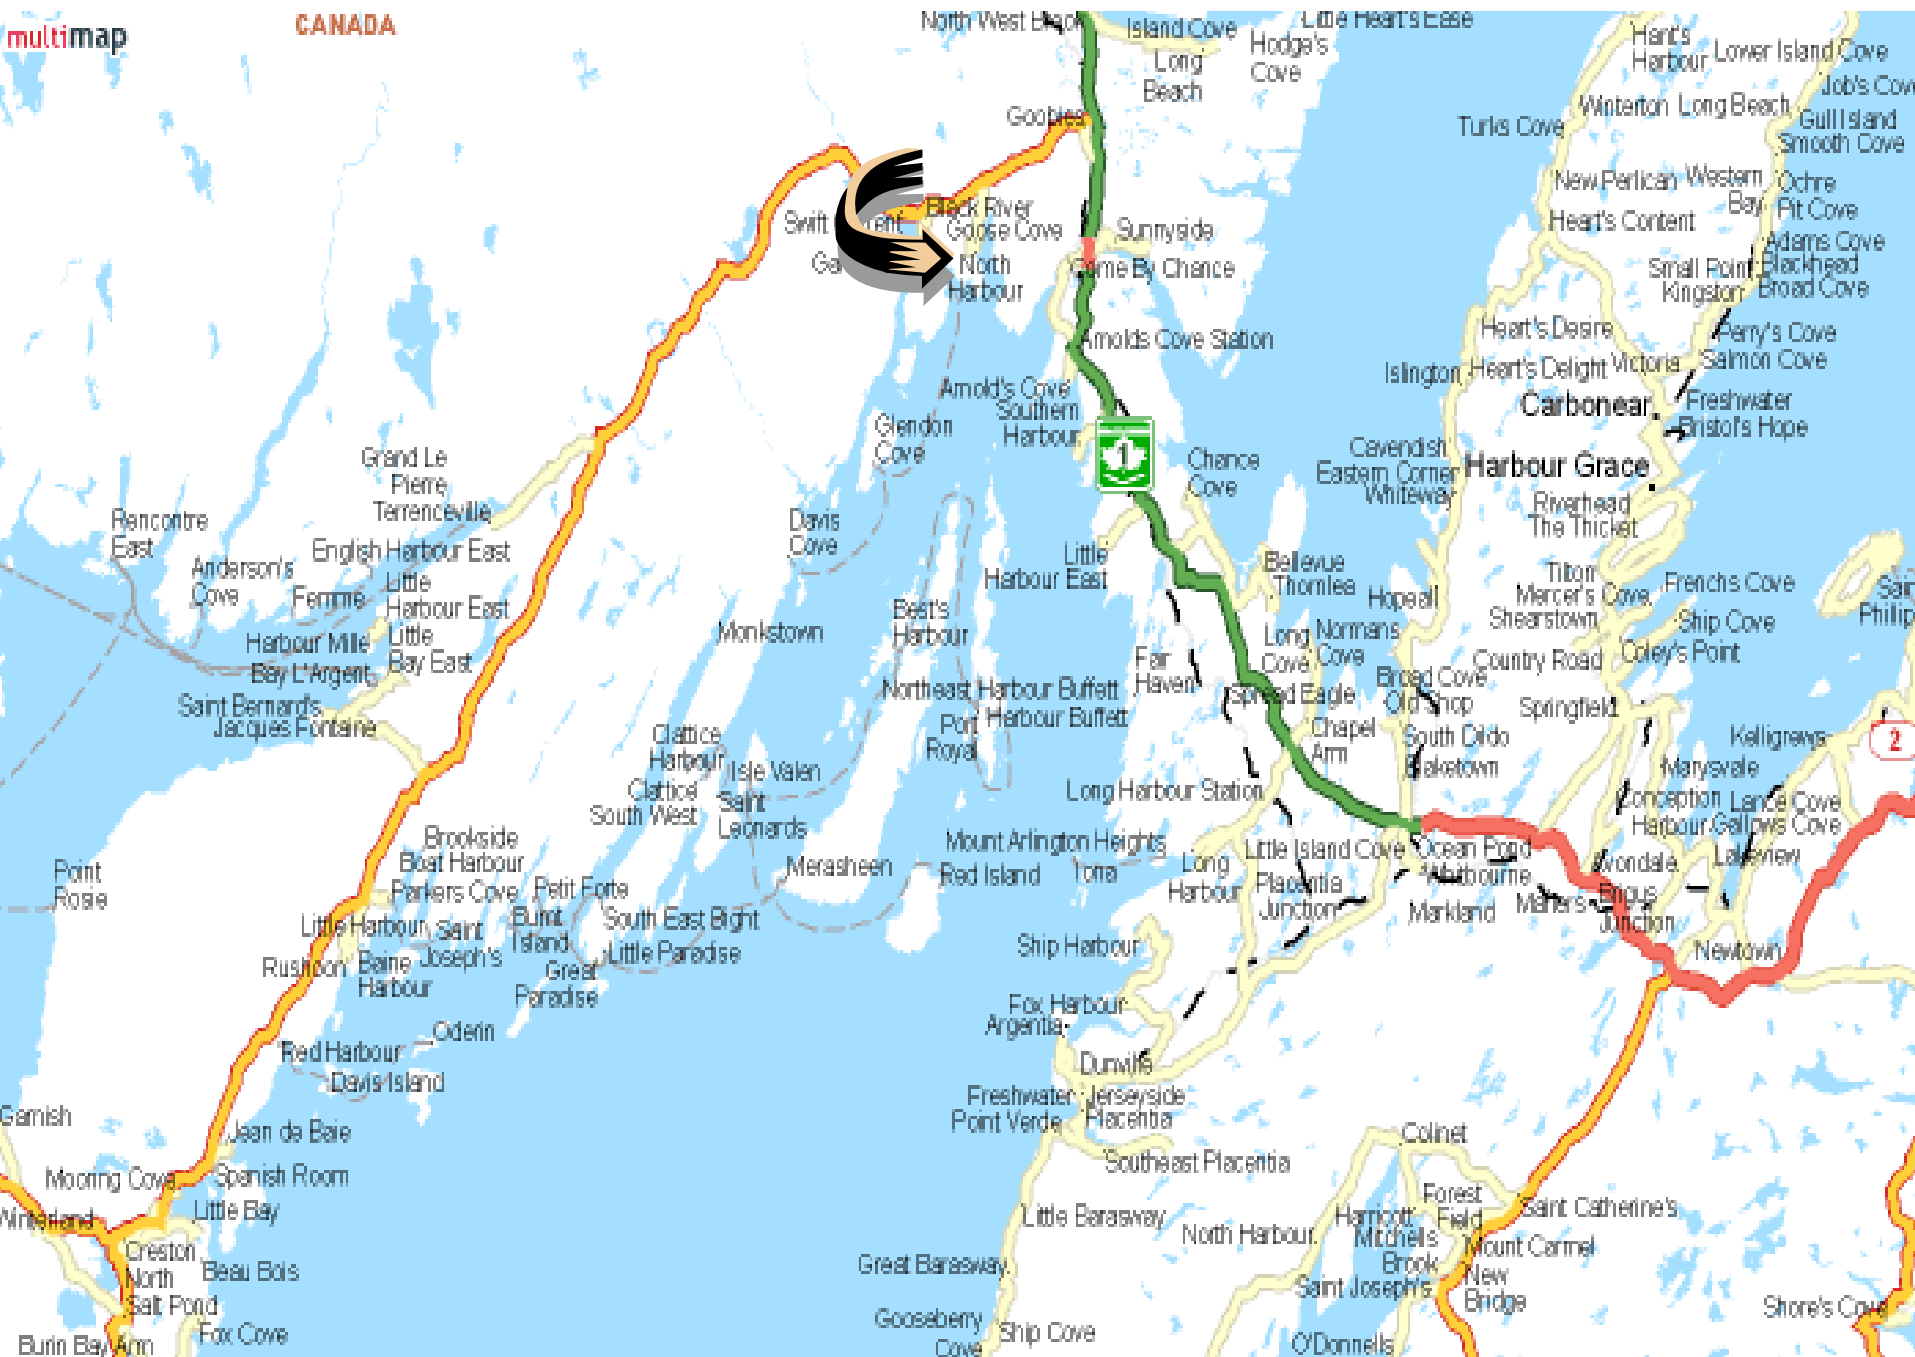 CANADA
multimap
North West Brook
Island Cove
Little Heart's Ease
Hodge's
Cove
Long
Beach
Hant's
Harbour
Lower Island Cove
Job's Cove
Winterton
Long Beach
Gull Island
Smooth Cove
Turks Cove
Goobies
New Perlican
Western
Bay
Ochre
Pit Cove
Heart's Content
Black River
Goose Cove
North
Harbour
Sunnyside
Come By Chance
Adams Cove
Blackhead
Broad Cove
Small Point
Kingston
Heart's Desire
Perry's Cove
Arnolds Cove Station
Islington
Heart's Delight
Victoria
Salmon Cove
Arnold's Cove
Southern
Harbour
Carbonear
Freshwater
Bristol's Hope
Glendon
Cove
1
Chance
Cove
Cavendish
Eastern Corner
Whiteway
Harbour Grace
Riverhead
The Thicket
Grand Le
Pierre
Terrenceville
Rencontre
East
English Harbour East
Davis
Cove
Little
Harbour East
Bellevue
Thornlea
Anderson's
Cove
Femme
Little
Harbour East
Hopeall
Tilton
Mercer's Cove
Shearstown
Frenchs Cove
Ship Cove
Coley's Point
Country Road
Harbour Mille
Little
Bay East
Bay L'Argent
Monkstown
Best's
Harbour
Long
Cove
Normans
Cove
Fair
Haven
Spread Eagle
Broad Cove
Old Shop
Springfield
Saint Bernard's
Jacques Fontaine
Northeast Harbour Buffett
Harbour Buffett
Port
Royal
Clattice
Harbour
Isle Valen
Clattice
South West
Saint
Leonards
Chapel
Arm
South Dildo
Blaketown
Kelligrews
2
Marysvale
Long Harbour Station
Conception
Harbour
Lance Cove
Gallows Cove
Lakeview
Brookside
Boat Harbour
Parkers Cove
Petit Forte
Mount Arlington Heights
Merasheen
Red Island
Iona
Long
Harbour
Little Island Cove
Ocean Pond
Whitbourne
Avondale
Placentia
Junction
Markland
Mahers
Brigus
Junction
Newtown
Point
Rosie
Little Harbour
Saint
Joseph's
Burnt
Island
South East Bight
Little Paradise
Great
Paradise
Rushoon
Baine
Harbour
Ship Harbour
Fox Harbour
Argentia
Oderin
Red Harbour
Davis Island
Dunville
Freshwater
Jerseyside
Point Verde
Placentia
Southeast Placentia
Garnish
Jean de Baie
Mooring Cove
Spanish Room
Winterland
Little Bay
Creston
North
Beau Bois
Salt Pond
Burin Bay Arm
Fox Cove
Colinet
Little Barasway
North Harbour
Forest
Field
Harricott
Mitchells
Brook
Saint Catherine's
Mount Carmel
New
Bridge
Saint Joseph's
Great Barasway
Gooseberry
Cove
Ship Cove
O'Donnells
Shore's Cove